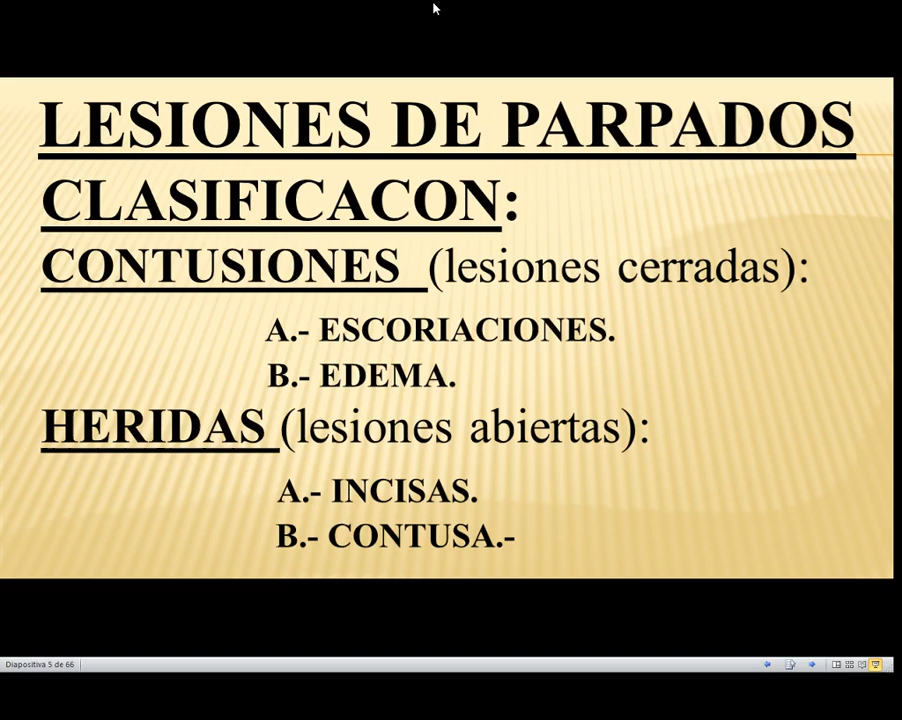 LESIONES DE PARPADOS
CLASIFICACON:
CONTUSIONES (lesiones cerradas):
A.- ESCORIACIONES.
B.- EDEMA.
HERIDAS (lesiones abiertas):
A.- INCISAS.
B.- CONTUSA.-
Diapositiva 5 de 66